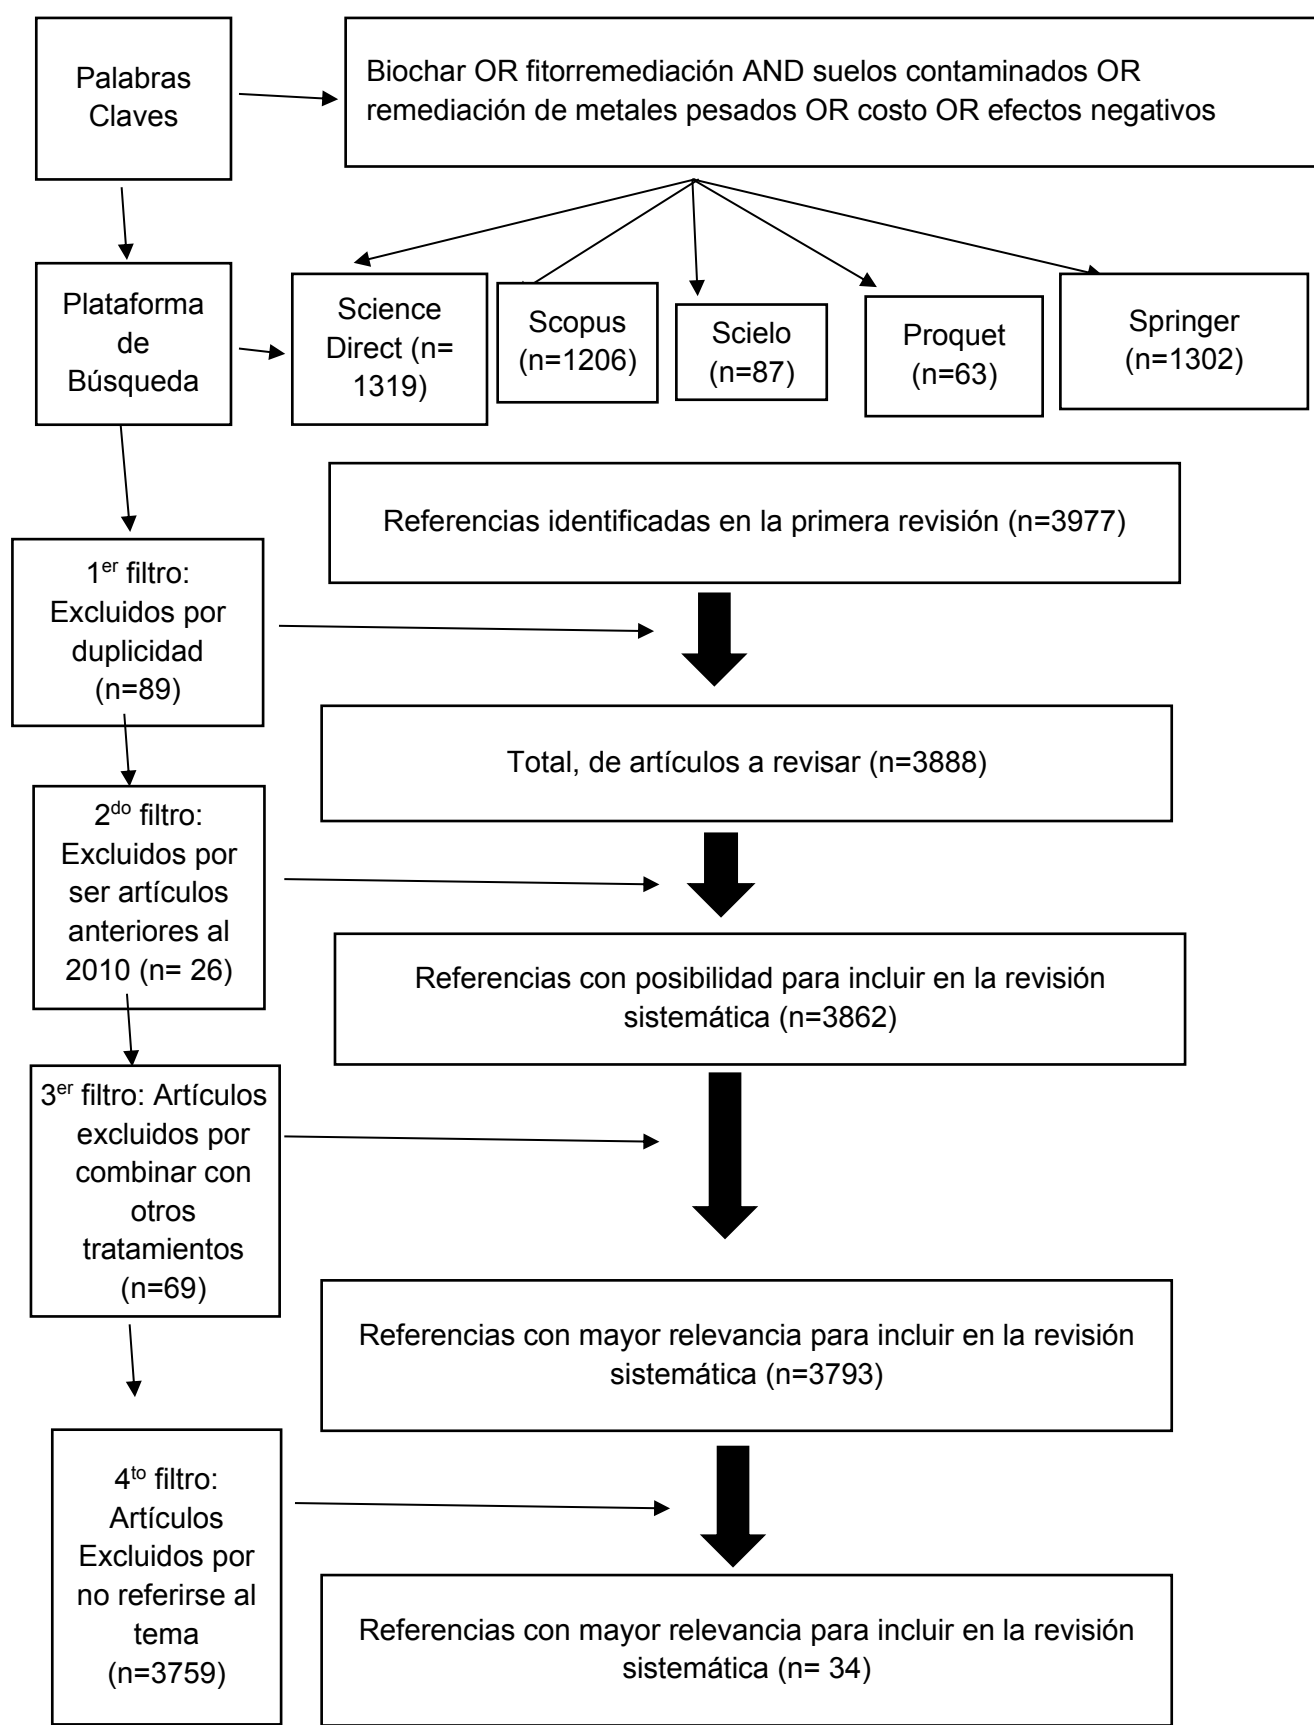 Palabras
Claves
Biochar OR fitorremediación AND suelos contaminados OR
remediación de metales pesados OR costo OR efectos negativos
Plataforma
de
Búsqueda
Science
Direct (n=
1319)
Scopus
(n=1206)
Scielo
(n=87)
Proquet
(n=63)
Springer
(n=1302)
Referencias identificadas en la primera revisión (n=3977)
1er filtro:
Excluidos por
duplicidad
(n=89)
Total, de artículos a revisar (n=3888)
2do filtro:
Excluidos por
ser artículos
anteriores al
2010 (n= 26)
Referencias con posibilidad para incluir en la revisión
sistemática (n=3862)
3er filtro: Artículos
excluidos por
combinar con
otros
tratamientos
(n=69)
Referencias con mayor relevancia para incluir en la revisión
sistemática (n=3793)
4to filtro:
Artículos
Excluidos por
no referirse al
tema
(n=3759)
Referencias con mayor relevancia para incluir en la revisión
sistemática (n= 34)